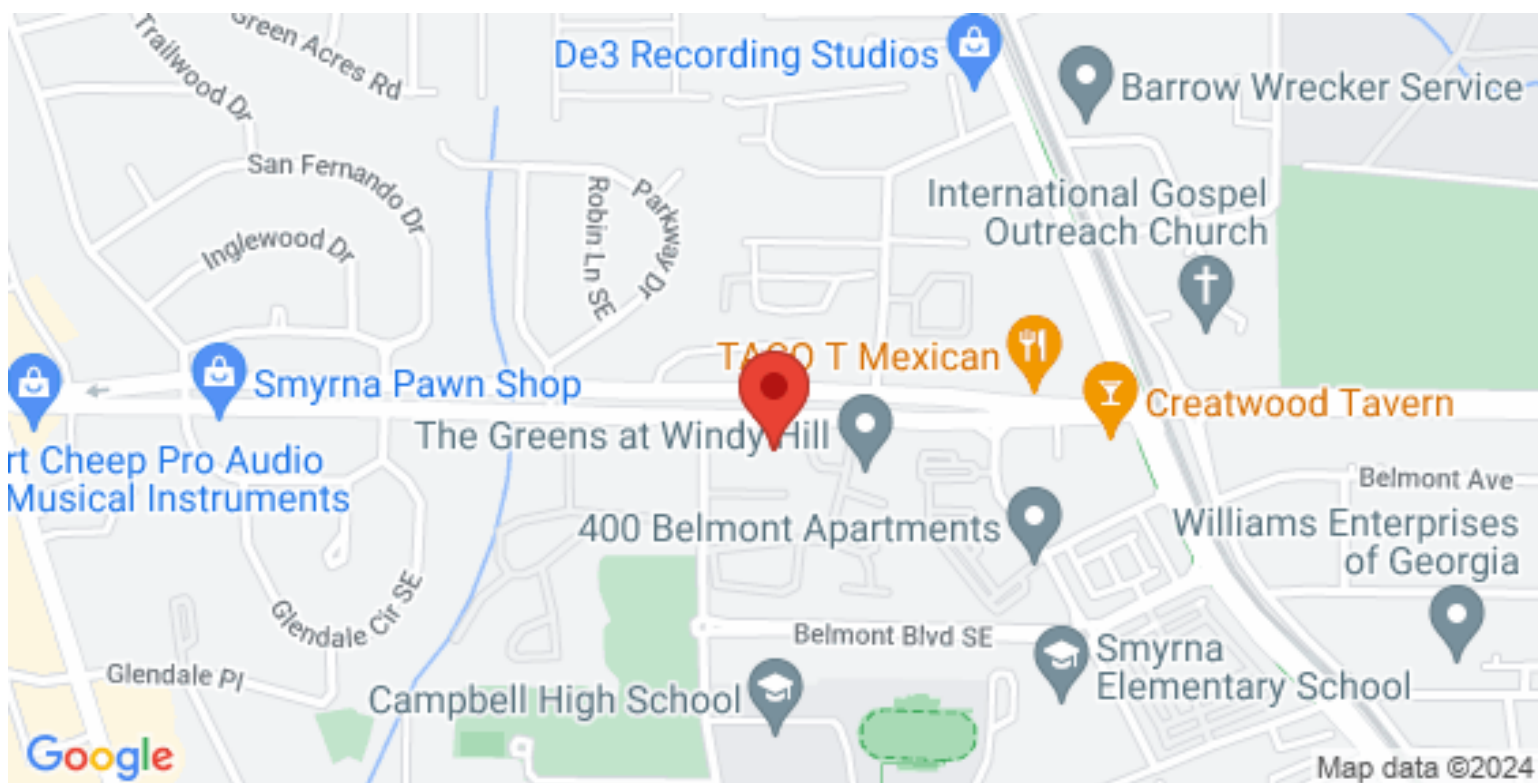 Green Acres Rd
Trailwood Dr
De3 Recording Studios
Barrow Wrecker Service
San Fernando Dr
Inglewood Dr
Robin Ln SE
Parkway Dr
International Gospel
Outreach Church
TACO T Mexican
Smyrna Pawn Shop
Creatwood Tavern
The Greens at Windy Hill
rt Cheep Pro Audio
Musical Instruments
Belmont Ave
400 Belmont Apartments
Williams Enterprises
of Georgia
Glendale Cir SE
Belmont Blvd SE
Glendale Pl
Smyrna
Elementary School
Campbell High School
Google
Map data ©2024